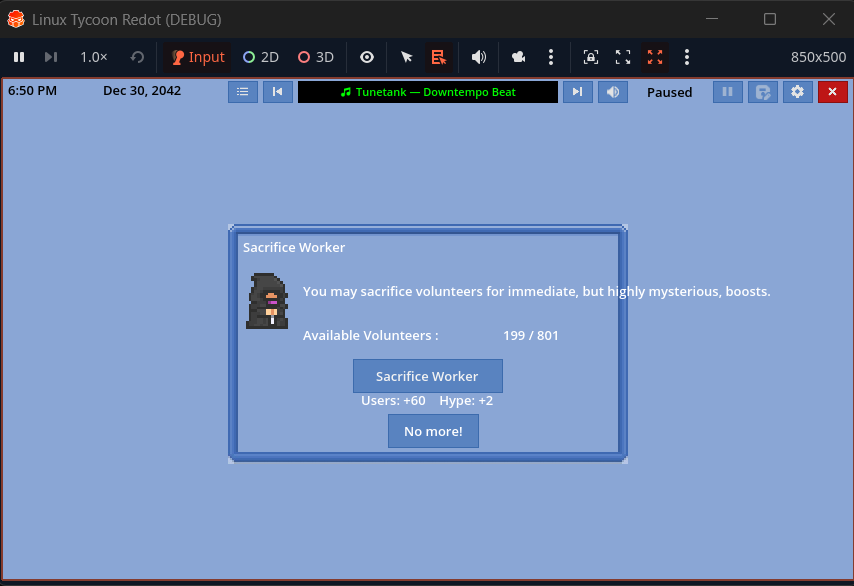 Linux Tycoon Redot (DEBUG)
1.0× Input 2D 3D 850x500
6:50 PM Dec 30, 2042 Tunetank — Downtempo Beat Paused
Sacrifice Worker
You may sacrifice volunteers for immediate, but highly mysterious, boosts.
Available Volunteers : 199 / 801
Sacrifice Worker
Users: +60 Hype: +2
No more!